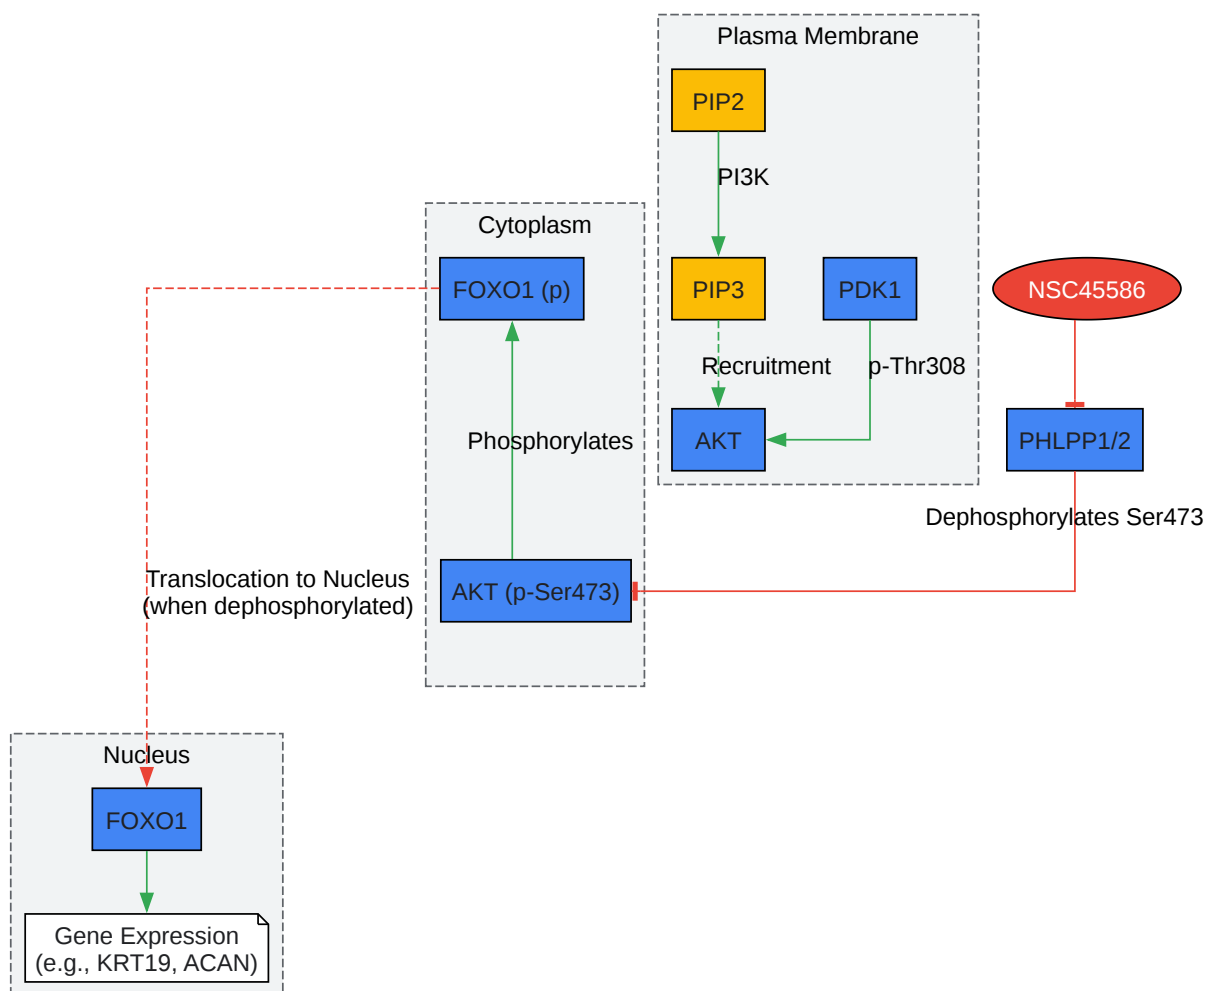 Plasma Membrane
PIP2
PI3K
Cytoplasm
FOXO1 (p)
PIP3
PDK1
NSC45586
Recruitment
p-Thr308
Phosphorylates
AKT
PHLPP1/2
Dephosphorylates Ser473
Translocation to Nucleus
(when dephosphorylated)
AKT (p-Ser473)
Nucleus
FOXO1
Gene Expression
(e.g., KRT19, ACAN)